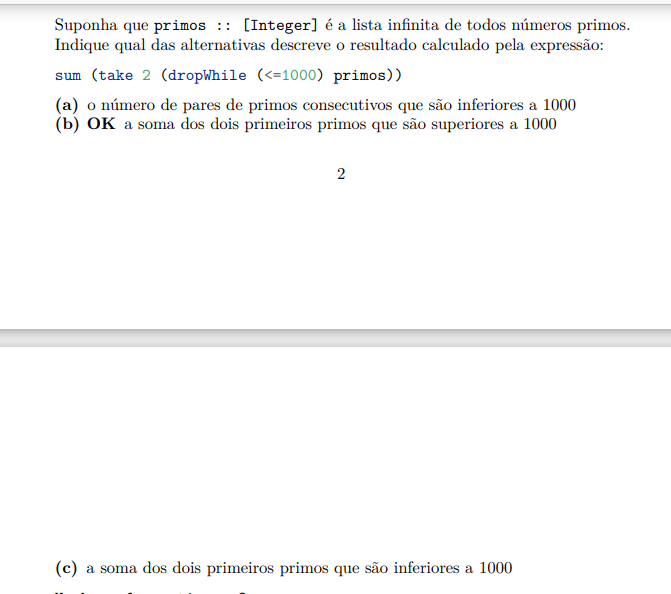 Suponha que primos :: [Integer] é a lista infinita de todos números primos.
Indique qual das alternativas descreve o resultado calculado pela expressão:
sum (take 2 (dropWhile (<=1000) primos))
(a) o número de pares de primos consecutivos que são inferiores a 1000
(b) OK a soma dos dois primeiros primos que são superiores a 1000
2
(c) a soma dos dois primeiros primos que são inferiores a 1000